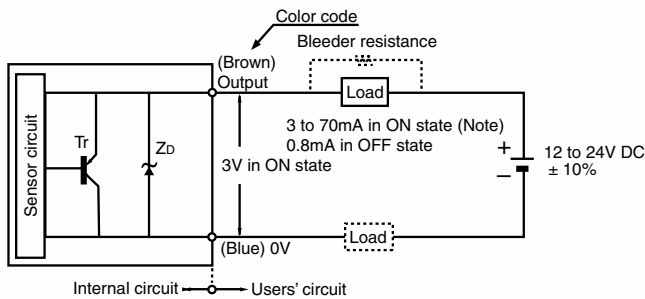 Color code
(Brown)
Output
Bleeder resistance
Load
Sensor circuit
Tr
ZD
3 to 70mA in ON state (Note)
0.8mA in OFF state
3V in ON state
+
−
12 to 24V DC
± 10%
(Blue) 0V
Load
Internal circuit
Users' circuit